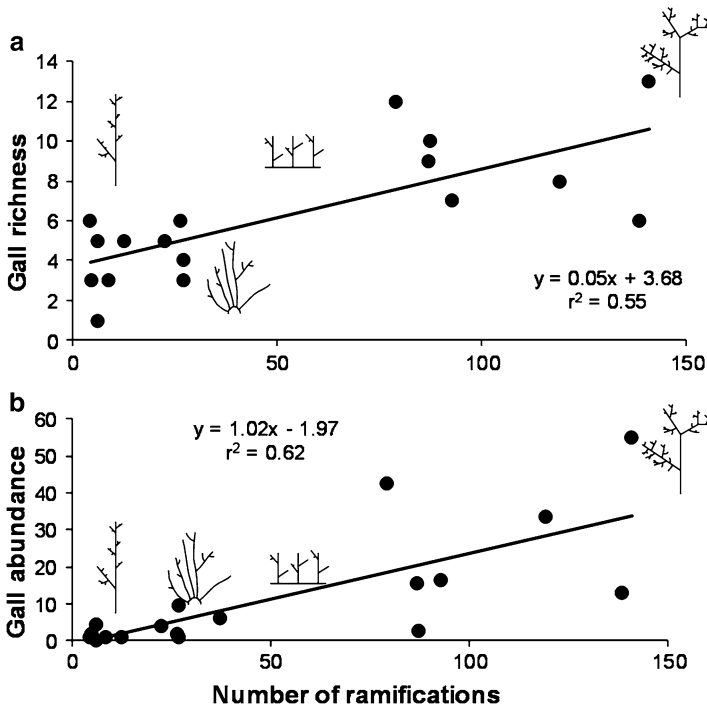 a
14
12
10
8
6
4
2
0
Gall richness
y = 0.05x + 3.68
r² = 0.55
0 50 100 150
b
60
50
40
30
20
10
0
Gall abundance
y = 1.02x - 1.97
r² = 0.62
0 50 100 150
Number of ramifications